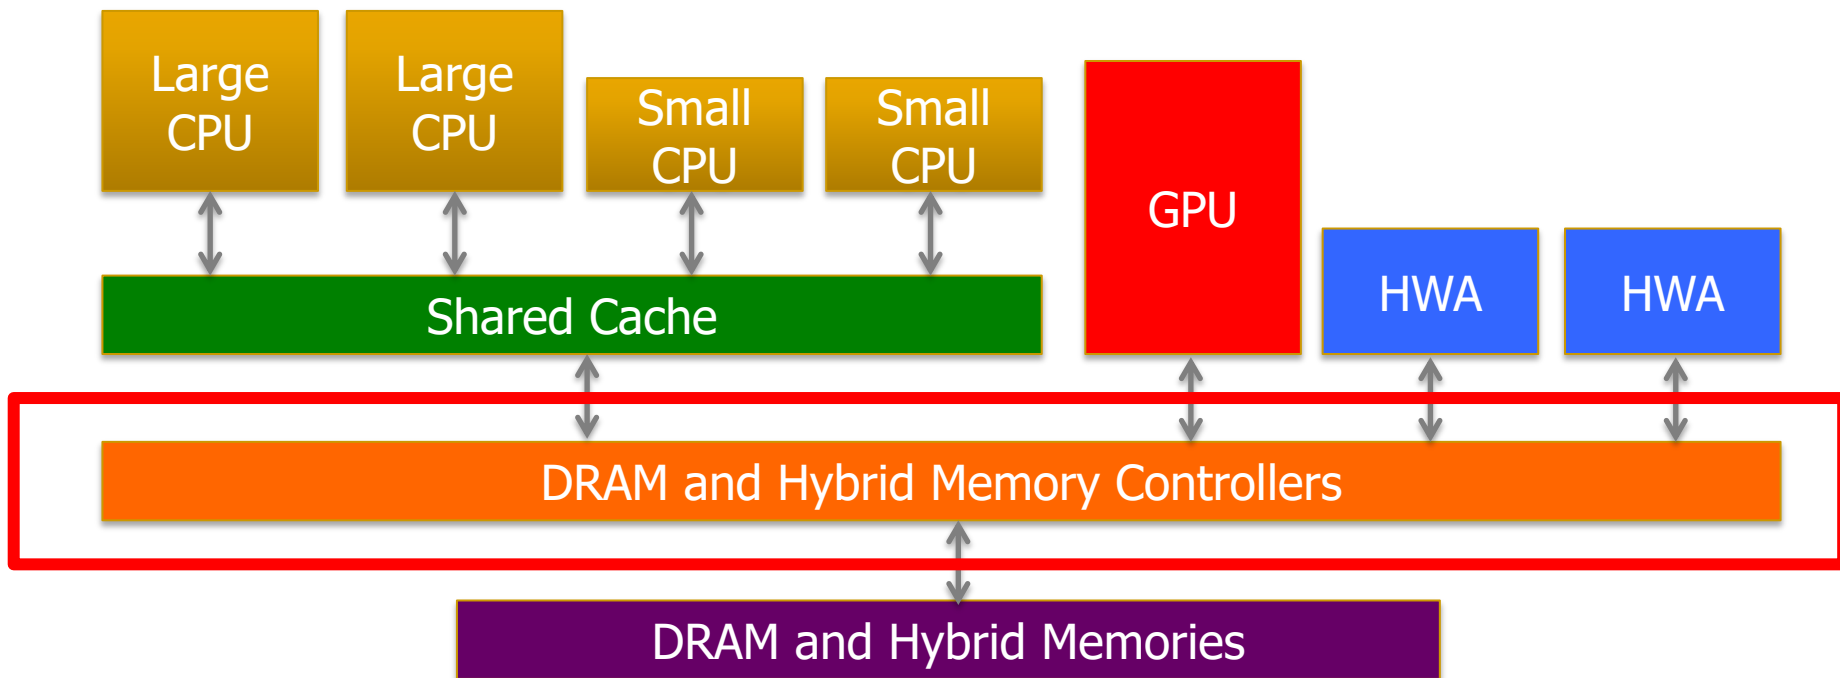 Large
CPU
Large
CPU
Small
CPU
Small
CPU
GPU
HWA
HWA
Shared Cache
DRAM and Hybrid Memory Controllers
DRAM and Hybrid Memories